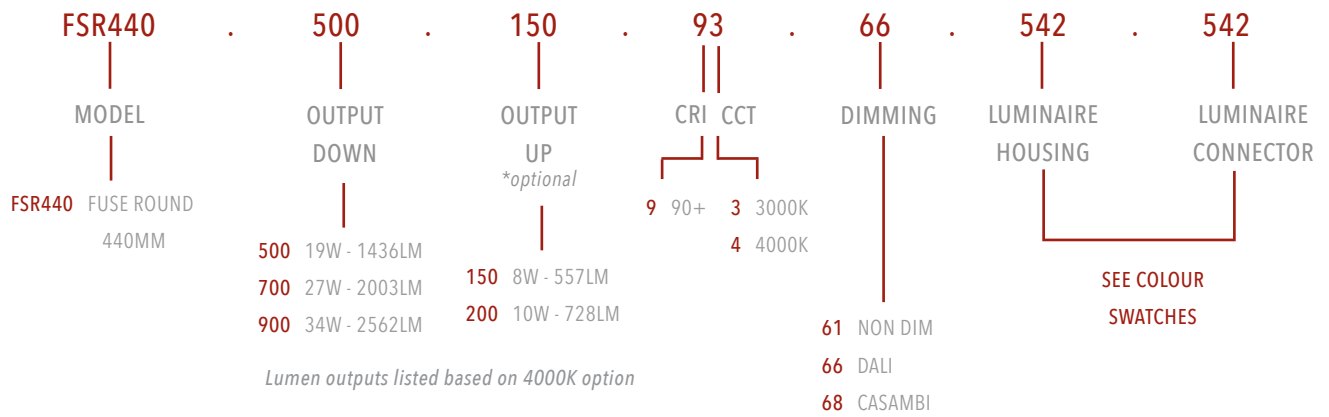 FSR440 . 500 . 150 . 93 . 66 . 542 . 542
MODEL
OUTPUT
DOWN
OUTPUT
UP
*optional
CRI CCT
DIMMING
LUMINAIRE
HOUSING
LUMINAIRE
CONNECTOR
FSR440 FUSE ROUND
440MM
500 19W - 1436LM
700 27W - 2003LM
900 34W - 2562LM
150 8W - 557LM
200 10W - 728LM
9 90+
3 3000K
4 4000K
61 NON DIM
66 DALI
68 CASAMBI
SEE COLOUR
SWATCHES
Lumen outputs listed based on 4000K option